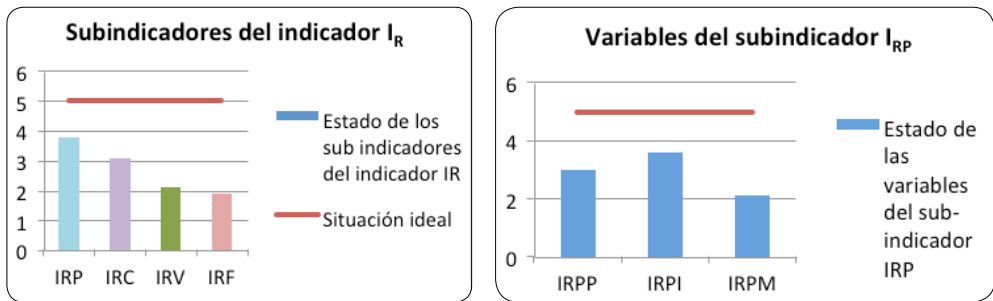 Subindicadores del indicador I_R
6
5
4
3
2
1
0
IRP IRC IRV IRF
Estado de los
sub indicadores
del indicador IR
Situación ideal
Variables del subindicador I_RP
6
4
2
0
IRPP IRPI IRPM
Estado de
las
variables
del sub-
indicador
IRP